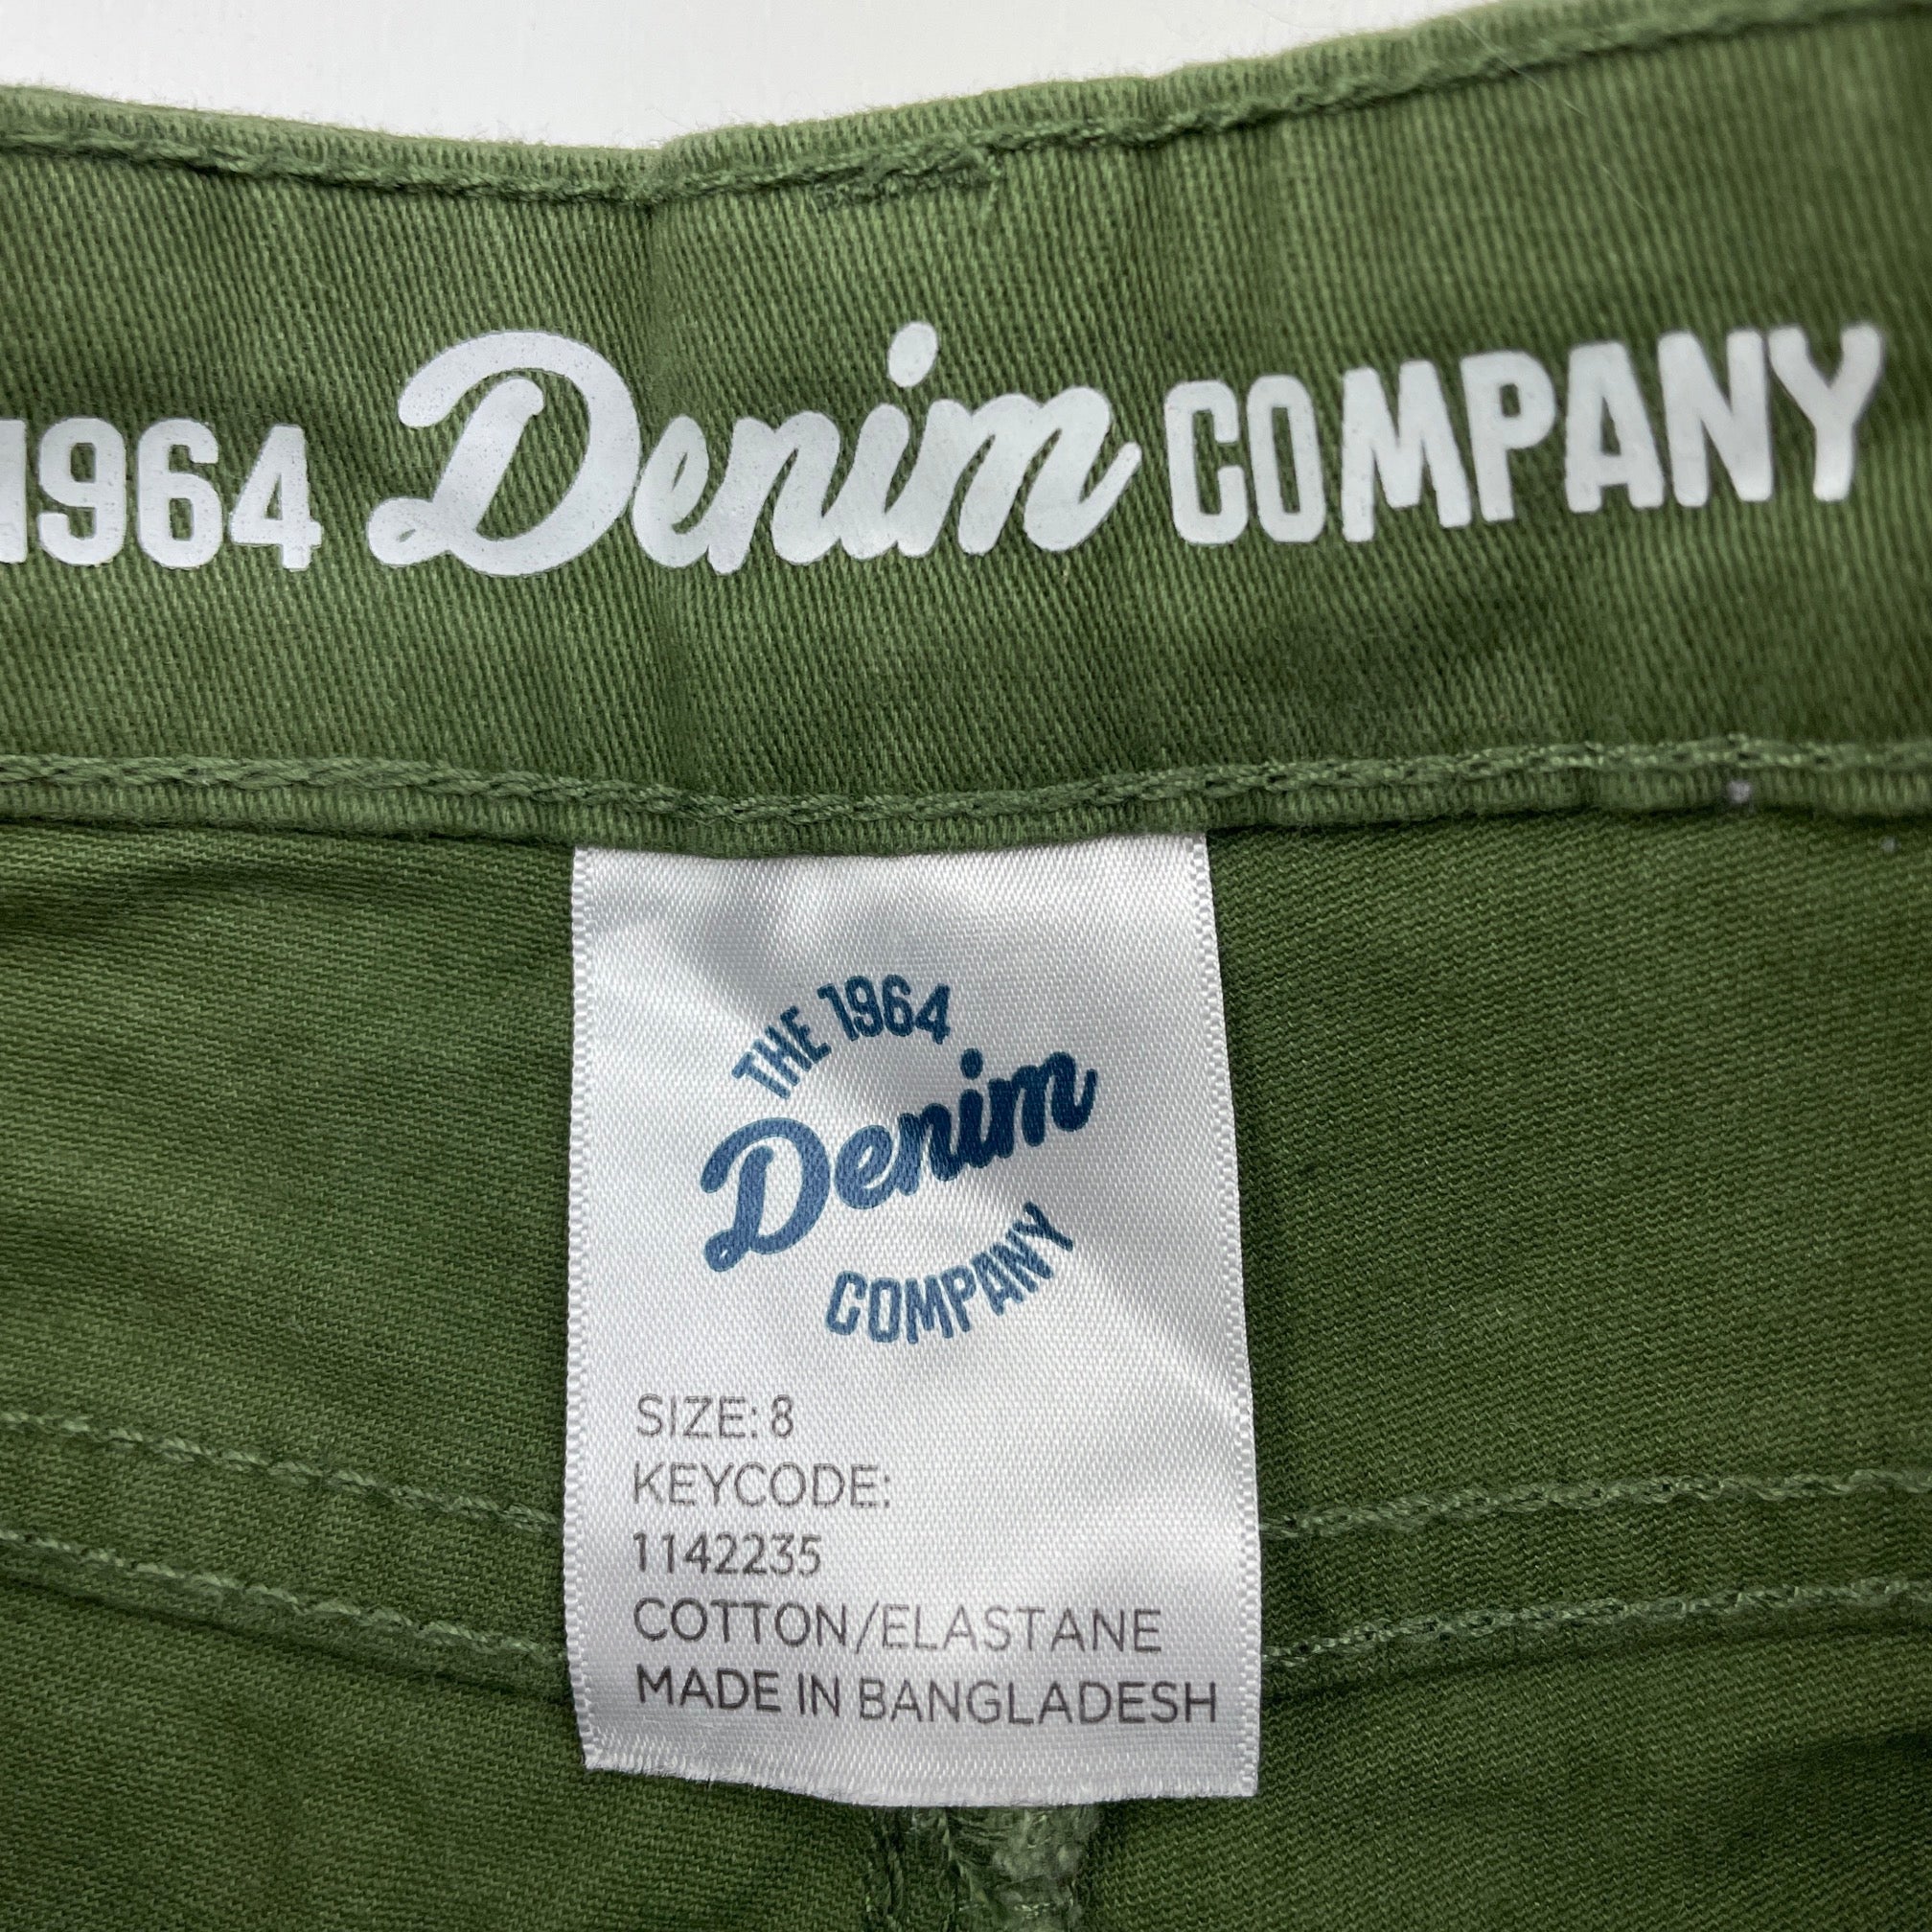 1964 Denim COMPANY
THE 1964
Denim
COMPANY
SIZE: 8
KEYCODE:
1142235
COTTON/ELASTANE
MADE IN BANGLADESH